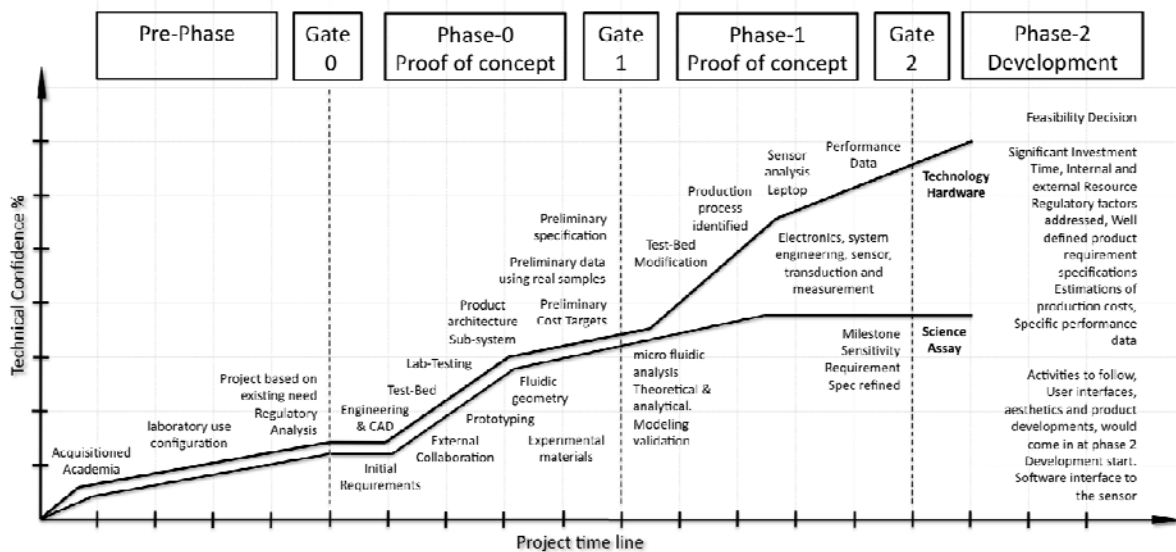 Pre-Phase
Gate
0
Phase-0
Proof of concept
Gate
1
Phase-1
Proof of concept
Gate
2
Phase-2
Development
Technical Confidence %
Acquisitioned
Academia
laboratory use
configuration
Project based on
existing need
Regulatory
Analysis
Engineering
& CAD
Initial
Requirements
Test-Bed
Lab-Testing
External
Collaboration
Prototyping
Product
architecture
Sub-system
Fluidic
geometry
Experimental
materials
Preliminary
specification
Preliminary data
using real samples
Preliminary
Cost Targets
micro fluidic
analysis
Theoretical &
analytical.
Modeling
validation
Test-Bed
Modification
Production
process
identified
Sensor
analysis
Laptop
Performance
Data
Electronics, system
engineering, sensor,
transduction and
measurement
Milestone
Sensitivity
Requirement
Spec refined
Technology
Hardware
Science
Assay
Feasibility Decision
Significant Investment
Time, Internal and
external Resource
Regulatory factors
addressed, Well
defined product
requirement
specifications
Estimations of
production costs,
Specific performance
data
Activities to follow,
User interfaces,
aesthetics and product
developments, would
come in at phase 2
Development start.
Software interface to
the sensor
Project time line